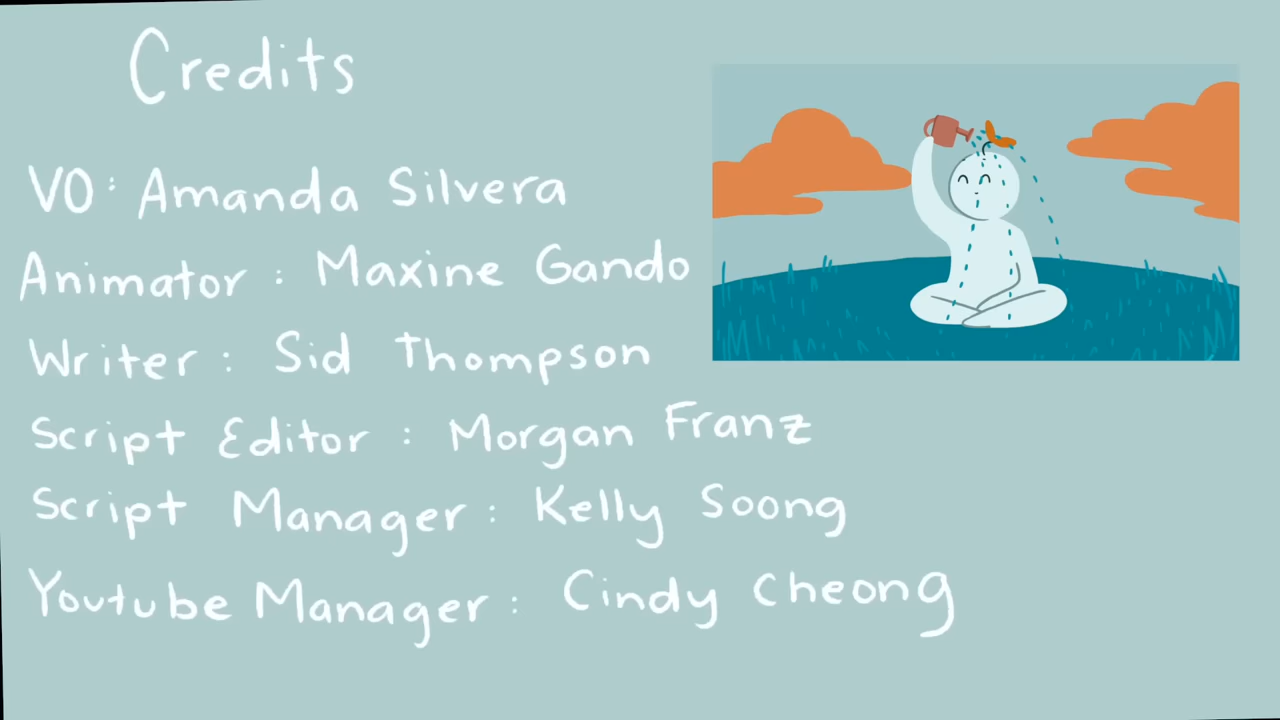 Credits
VO: Amanda Silvera
Animator : Maxine Gando
Writer : Sid Thompson
Script Editor : Morgan Franz
Script Manager : Kelly Soong
Youtube Manager : Cindy Cheong